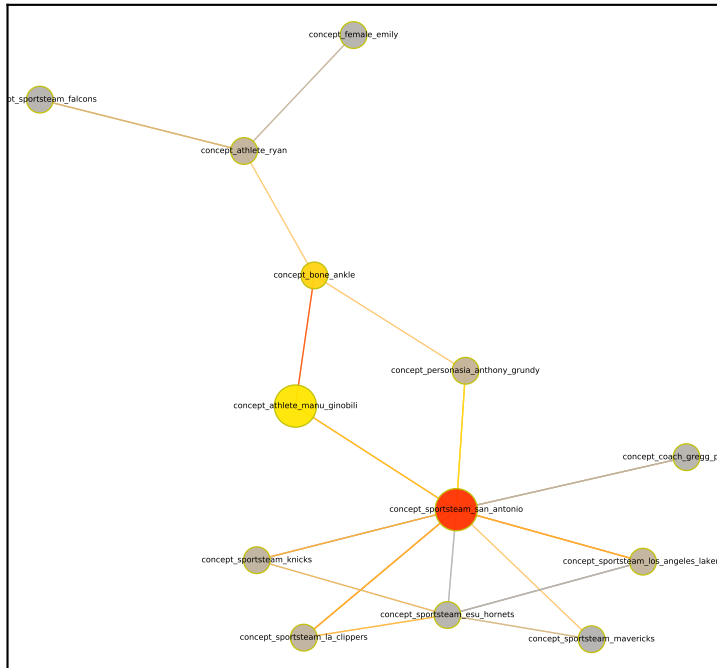 concept_female_emily
pt_sportsteam_falcons
concept_athlete_ryan
concept_bone_ankle
concept_personasia_anthony_grundy
concept_athlete_manu_ginobili
concept_coach_gregg_p
concept_sportsteam_san_antonio
concept_sportsteam_knicks
concept_sportsteam_los_angeles_laker
concept_sportsteam_esu_hornets
concept_sportsteam_la_clippers
concept_sportsteam_mavericks